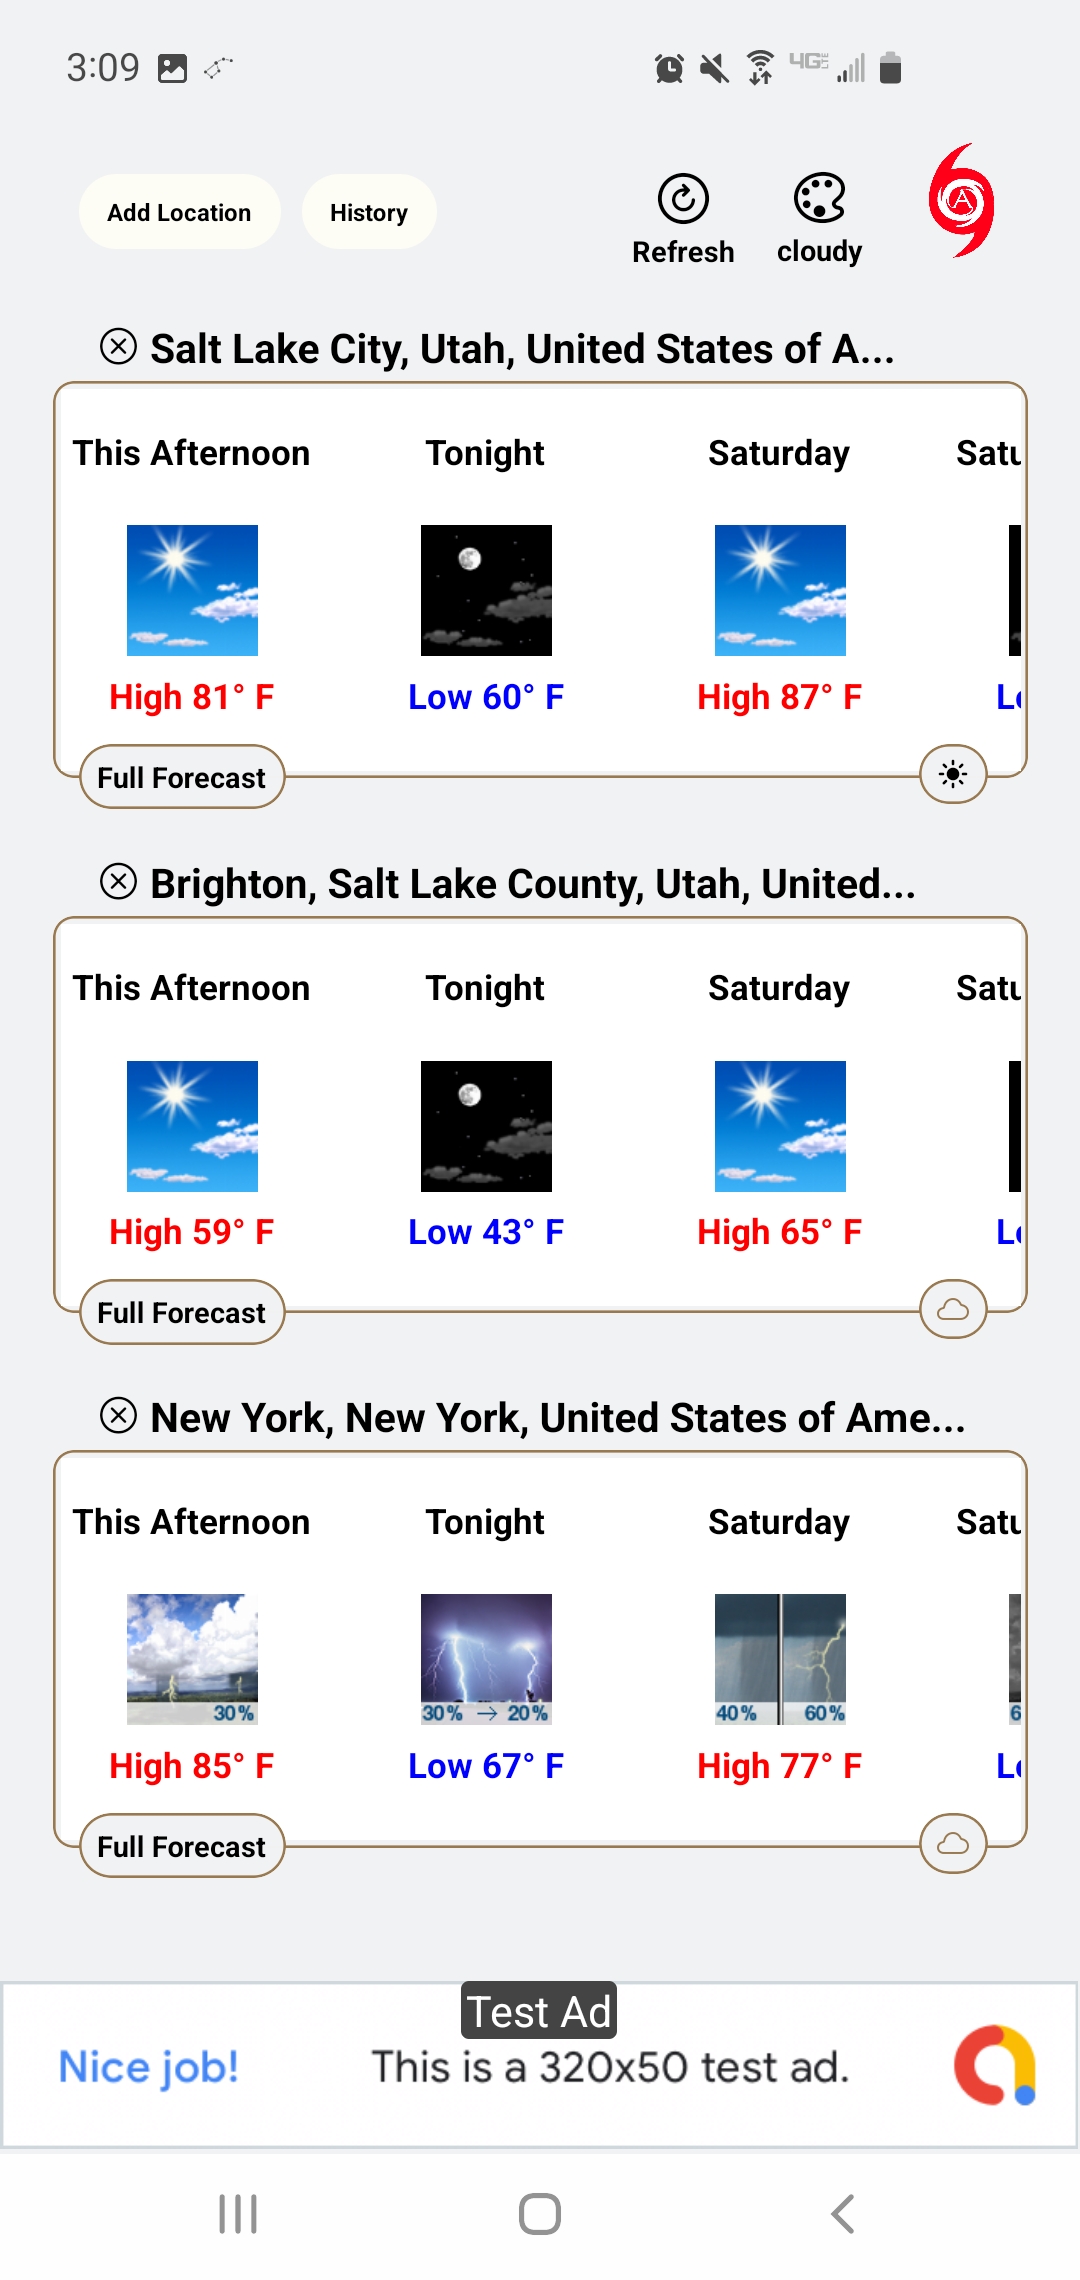 3:09 4G LTE
Add Location History Refresh cloudy A
Salt Lake City, Utah, United States of A...
This Afternoon Tonight Saturday Satu
High 81° F Low 60° F High 87° F L
Full Forecast
Brighton, Salt Lake County, Utah, United...
This Afternoon Tonight Saturday Satu
High 59° F Low 43° F High 65° F L
Full Forecast
New York, New York, United States of Ame...
This Afternoon Tonight Saturday Satu
30% 30% → 20% 40% 60% 6
High 85° F Low 67° F High 77° F L
Full Forecast
Test Ad
Nice job! This is a 320x50 test ad.